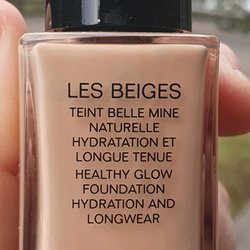 LES BEIGES
TEINT BELLE MINE
NATURELLE
HYDRATATION ET
LONGUE TENUE
HEALTHY GLOW
FOUNDATION
HYDRATION AND
LONGWEAR